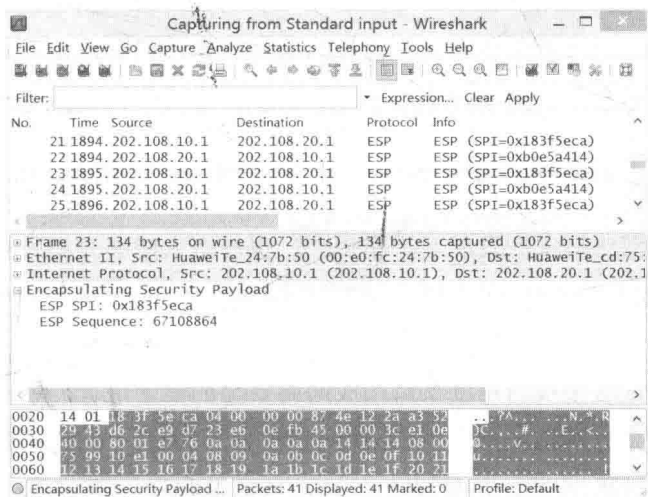 Capturing from Standard input - Wireshark
File Edit View Go Capture Analyze Statistics Telephony Tools Help
Filter: Expression... Clear Apply
No. Time Source Destination Protocol Info
21 1894. 202.108.10.1 202.108.20.1 ESP ESP (SPI=0x183f5eca)
22 1894. 202.108.20.1 202.108.10.1 ESP ESP (SPI=0xb0e5a414)
23 1895. 202.108.10.1 202.108.20.1 ESP ESP (SPI=0x183f5eca)
24 1895. 202.108.20.1 202.108.10.1 ESP ESP (SPI=0xb0e5a414)
25 1896. 202.108.10.1 202.108.20.1 ESP ESP (SPI=0x183f5eca)
Frame 23: 134 bytes on wire (1072 bits), 134 bytes captured (1072 bits)
Ethernet II, Src: HuaweiTe_24:7b:50 (00:e0:fc:24:7b:50), Dst: HuaweiTe_cd:75:
Internet Protocol, Src: 202.108.10.1 (202.108.10.1), Dst: 202.108.20.1 (202.1
Encapsulating Security Payload
ESP SPI: 0x183f5eca
ESP Sequence: 67108864
0020 14 01 18 3f 5e ca 04 00 00 00 87 4e 12 2a a3 52 ...?^... ...N.*.R
0030 29 43 d6 2c e9 d7 23 e6 0e fb 45 00 00 3c e1 0e )C.,..#. ..E..<..
0040 40 00 80 01 e7 76 0a 0a 0a 0a 14 14 14 14 08 00 @....v.. ........
0050 75 99 10 e1 00 04 08 09 0a 0b 0c 0d 0e 0f 10 11 u....... ........
0060 12 13 14 15 16 17 18 19 1a 1b 1c 1d 1e 1f 20 21 ........ ...... !
Encapsulating Security Payload ... Packets: 41 Displayed: 41 Marked: 0 Profile: Default